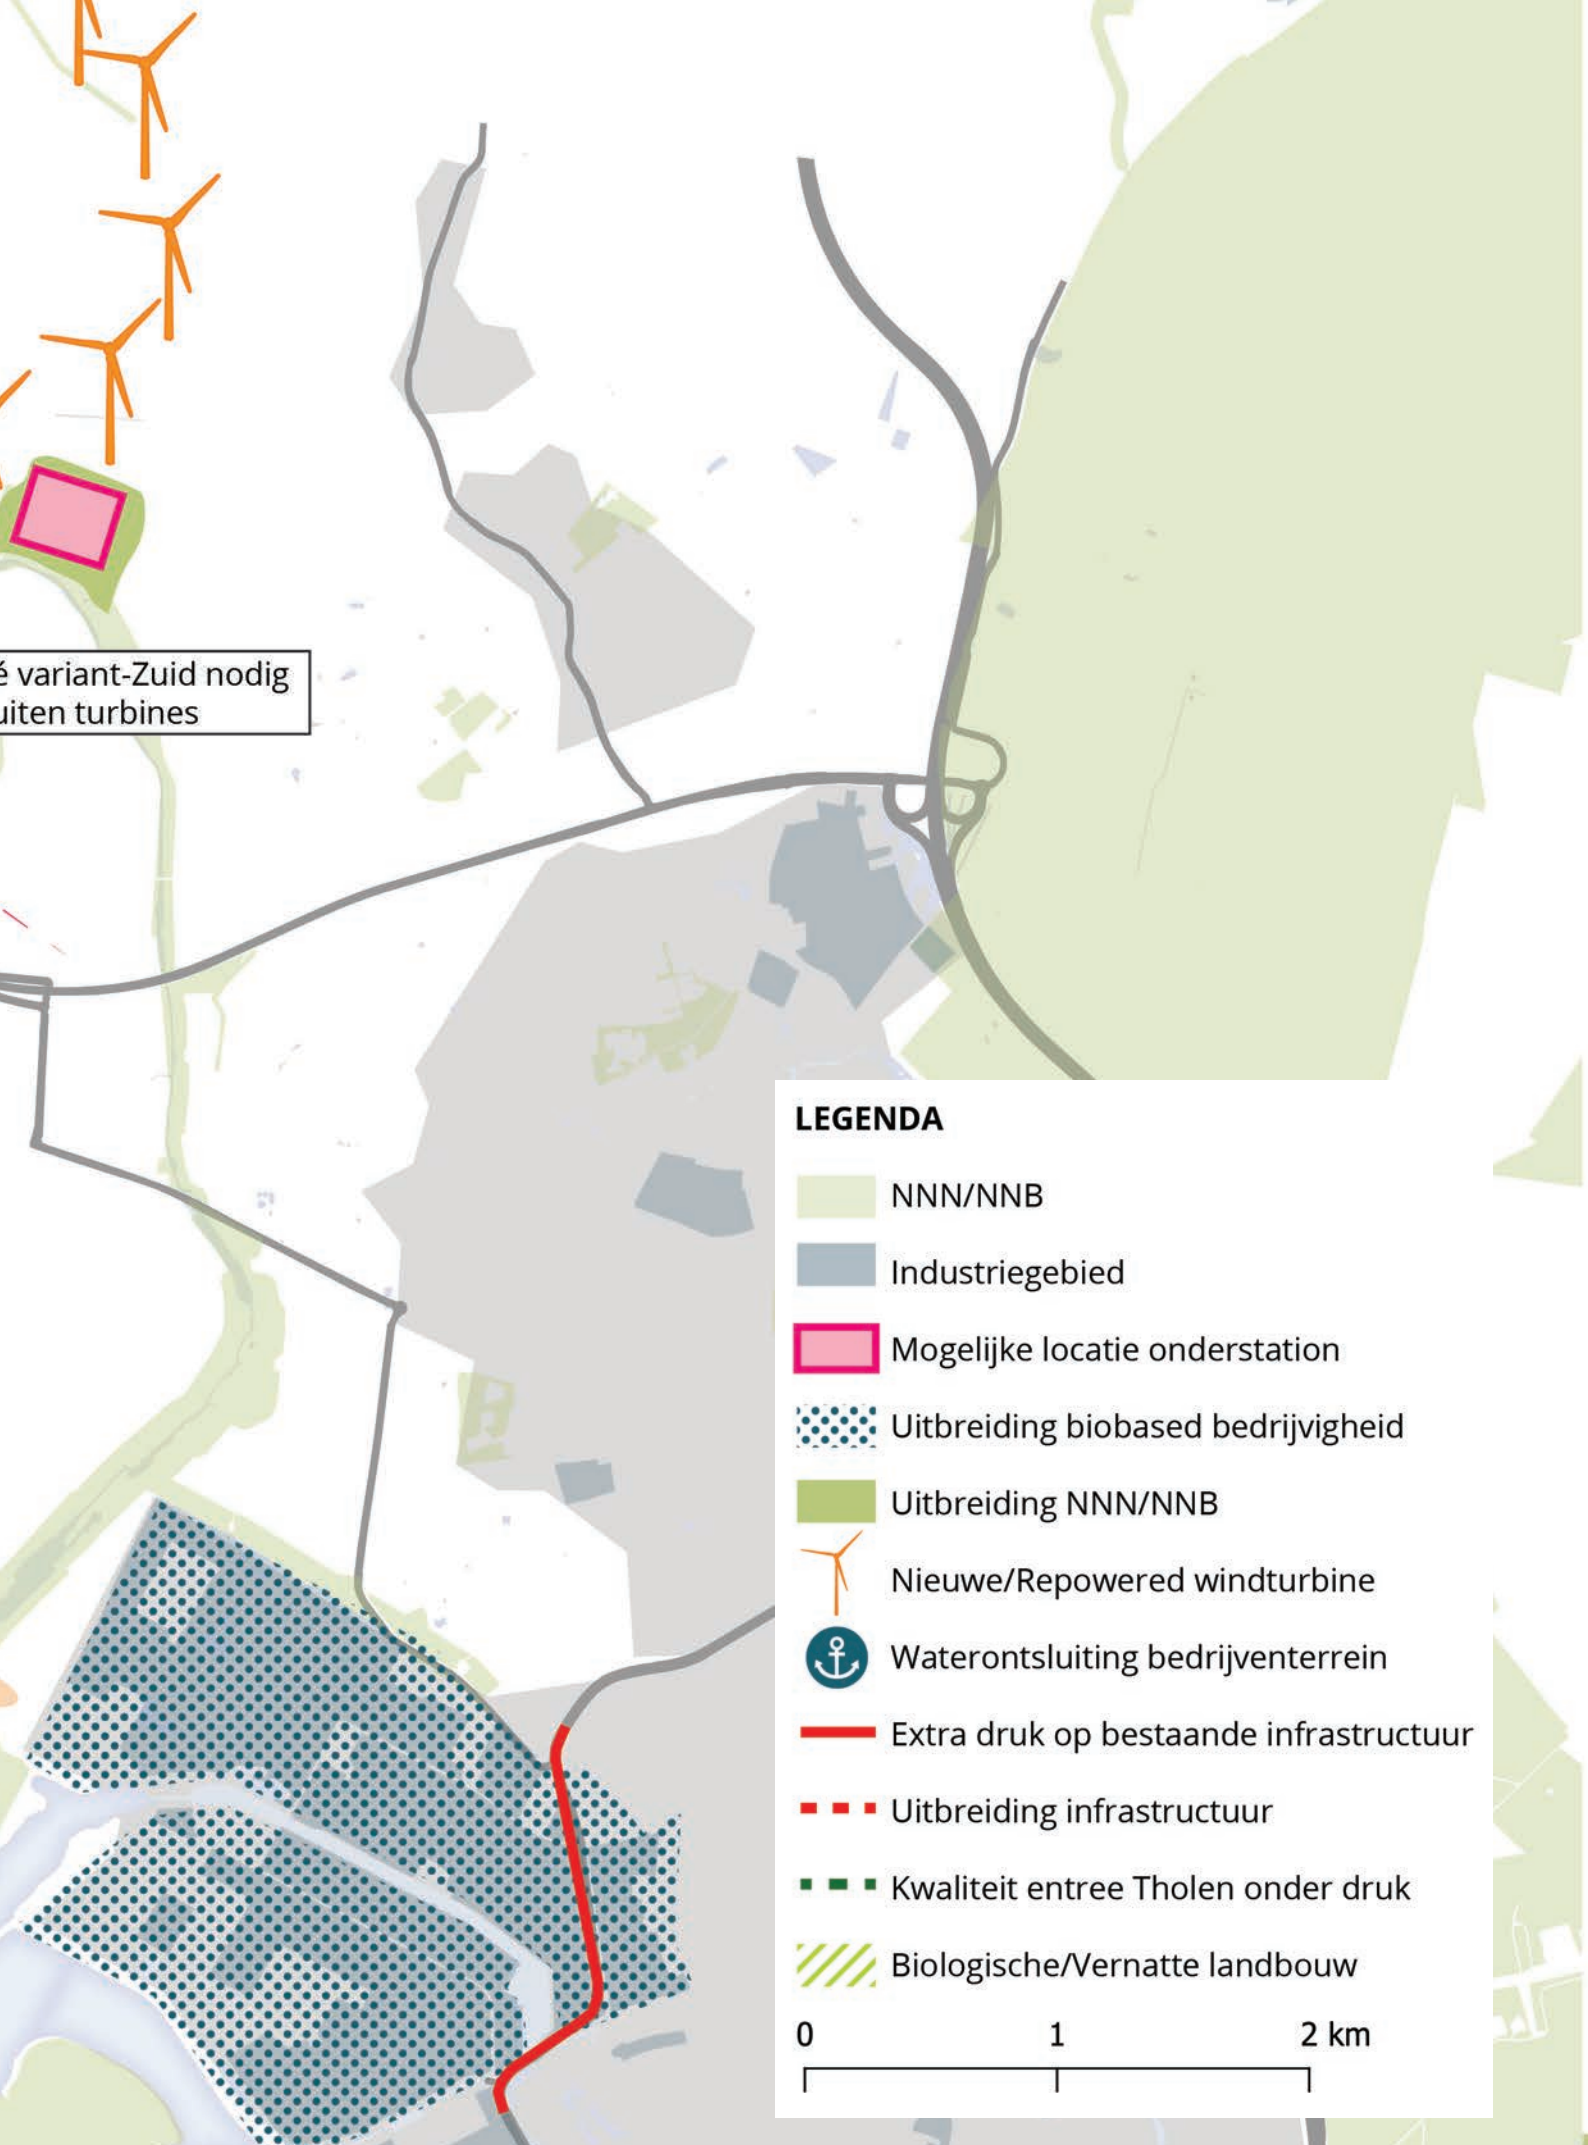 é variant-Zuid nodig
uiten turbines
LEGENDA
NNN/NNB
Industriegebied
Mogelijke locatie onderstation
Uitbreiding biobased bedrijvigheid
Uitbreiding NNN/NNB
Nieuwe/Repowered windturbine
Waterontsluiting bedrijventerrein
Extra druk op bestaande infrastructuur
Uitbreiding infrastructuur
Kwaliteit entree Tholen onder druk
Biologische/Vernatte landbouw
0 1 2 km